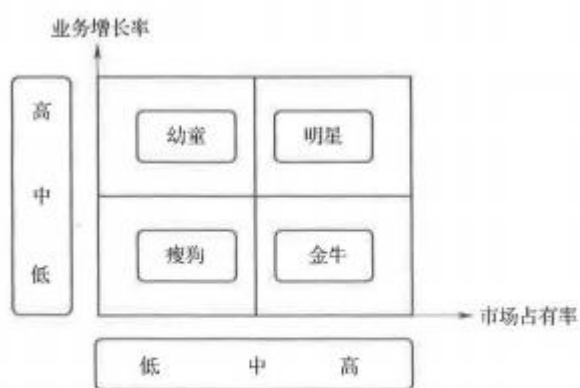 业务增长率
高
中
低
幼童
明星
瘦狗
金牛
市场占有率
低 中 高